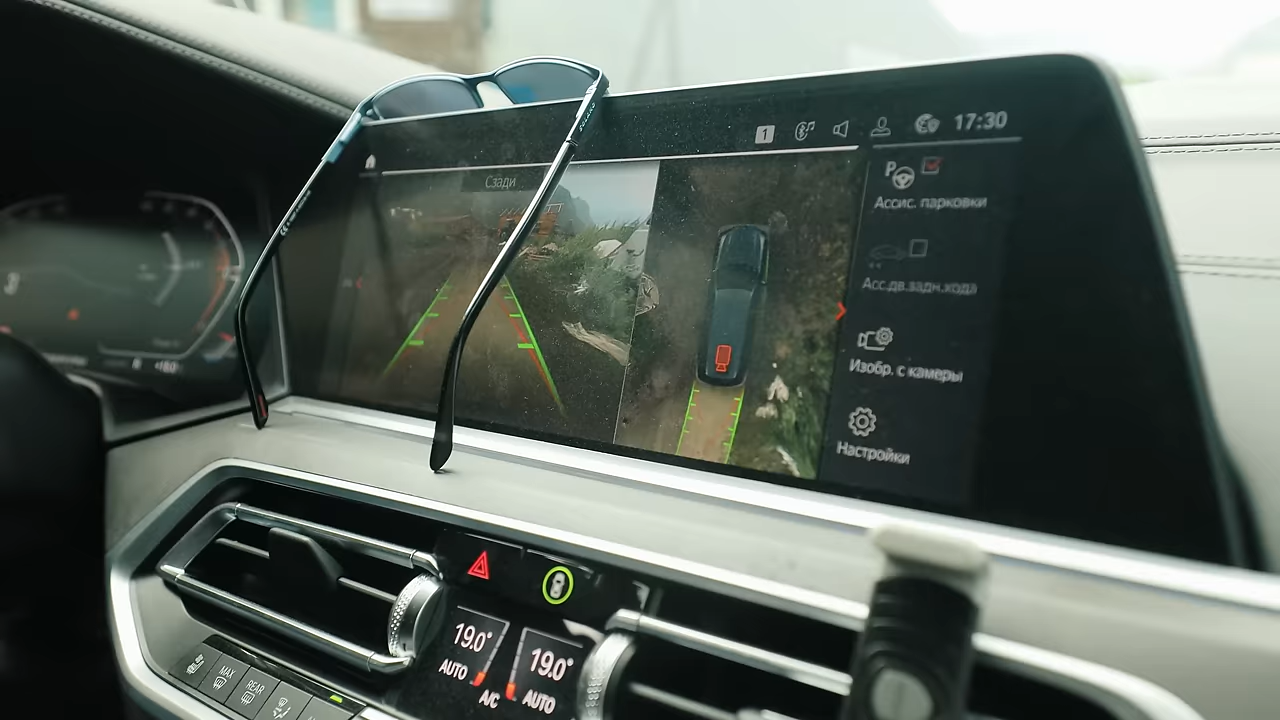 1
17:30
Сзади
Ассис. парковки
Асс.дв.задн.хода
Изобр. с камеры
Настройки
19.0°
AUTO
A/C
19.0°
AUTO
MAX
REAR